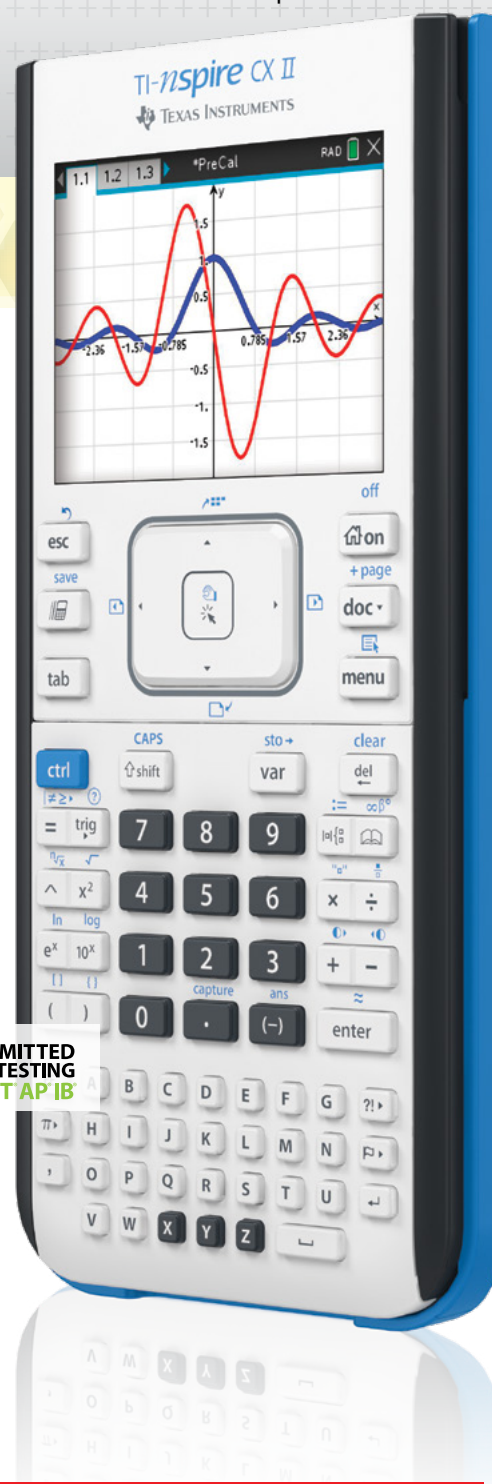 TI-nspire CX II
TEXAS INSTRUMENTS
1.1 1.2 1.3 *PreCal RAD
y
1.5
1.
0.5
x
-2.36 -1.57 -0.785 0.785 1.57 2.36
-0.5
-1.
-1.5
off
esc on
save + page
doc
tab menu
CAPS sto→ clear
ctrl ⇧shift var del
←
≠≥▸ ? := ∞β°
= trig 7 8 9
ⁿ√x √
^ x² 4 5 6 × ÷
ln log
eˣ 10ˣ 1 2 3 + −
[ ] { } capture ans ≈
( ) 0 . (−) enter
MITTED
TESTING
T AP IB
A B C D E F G ?!▸
π▸ H I J K L M N
, O P Q R S T U ↵
V W X Y Z